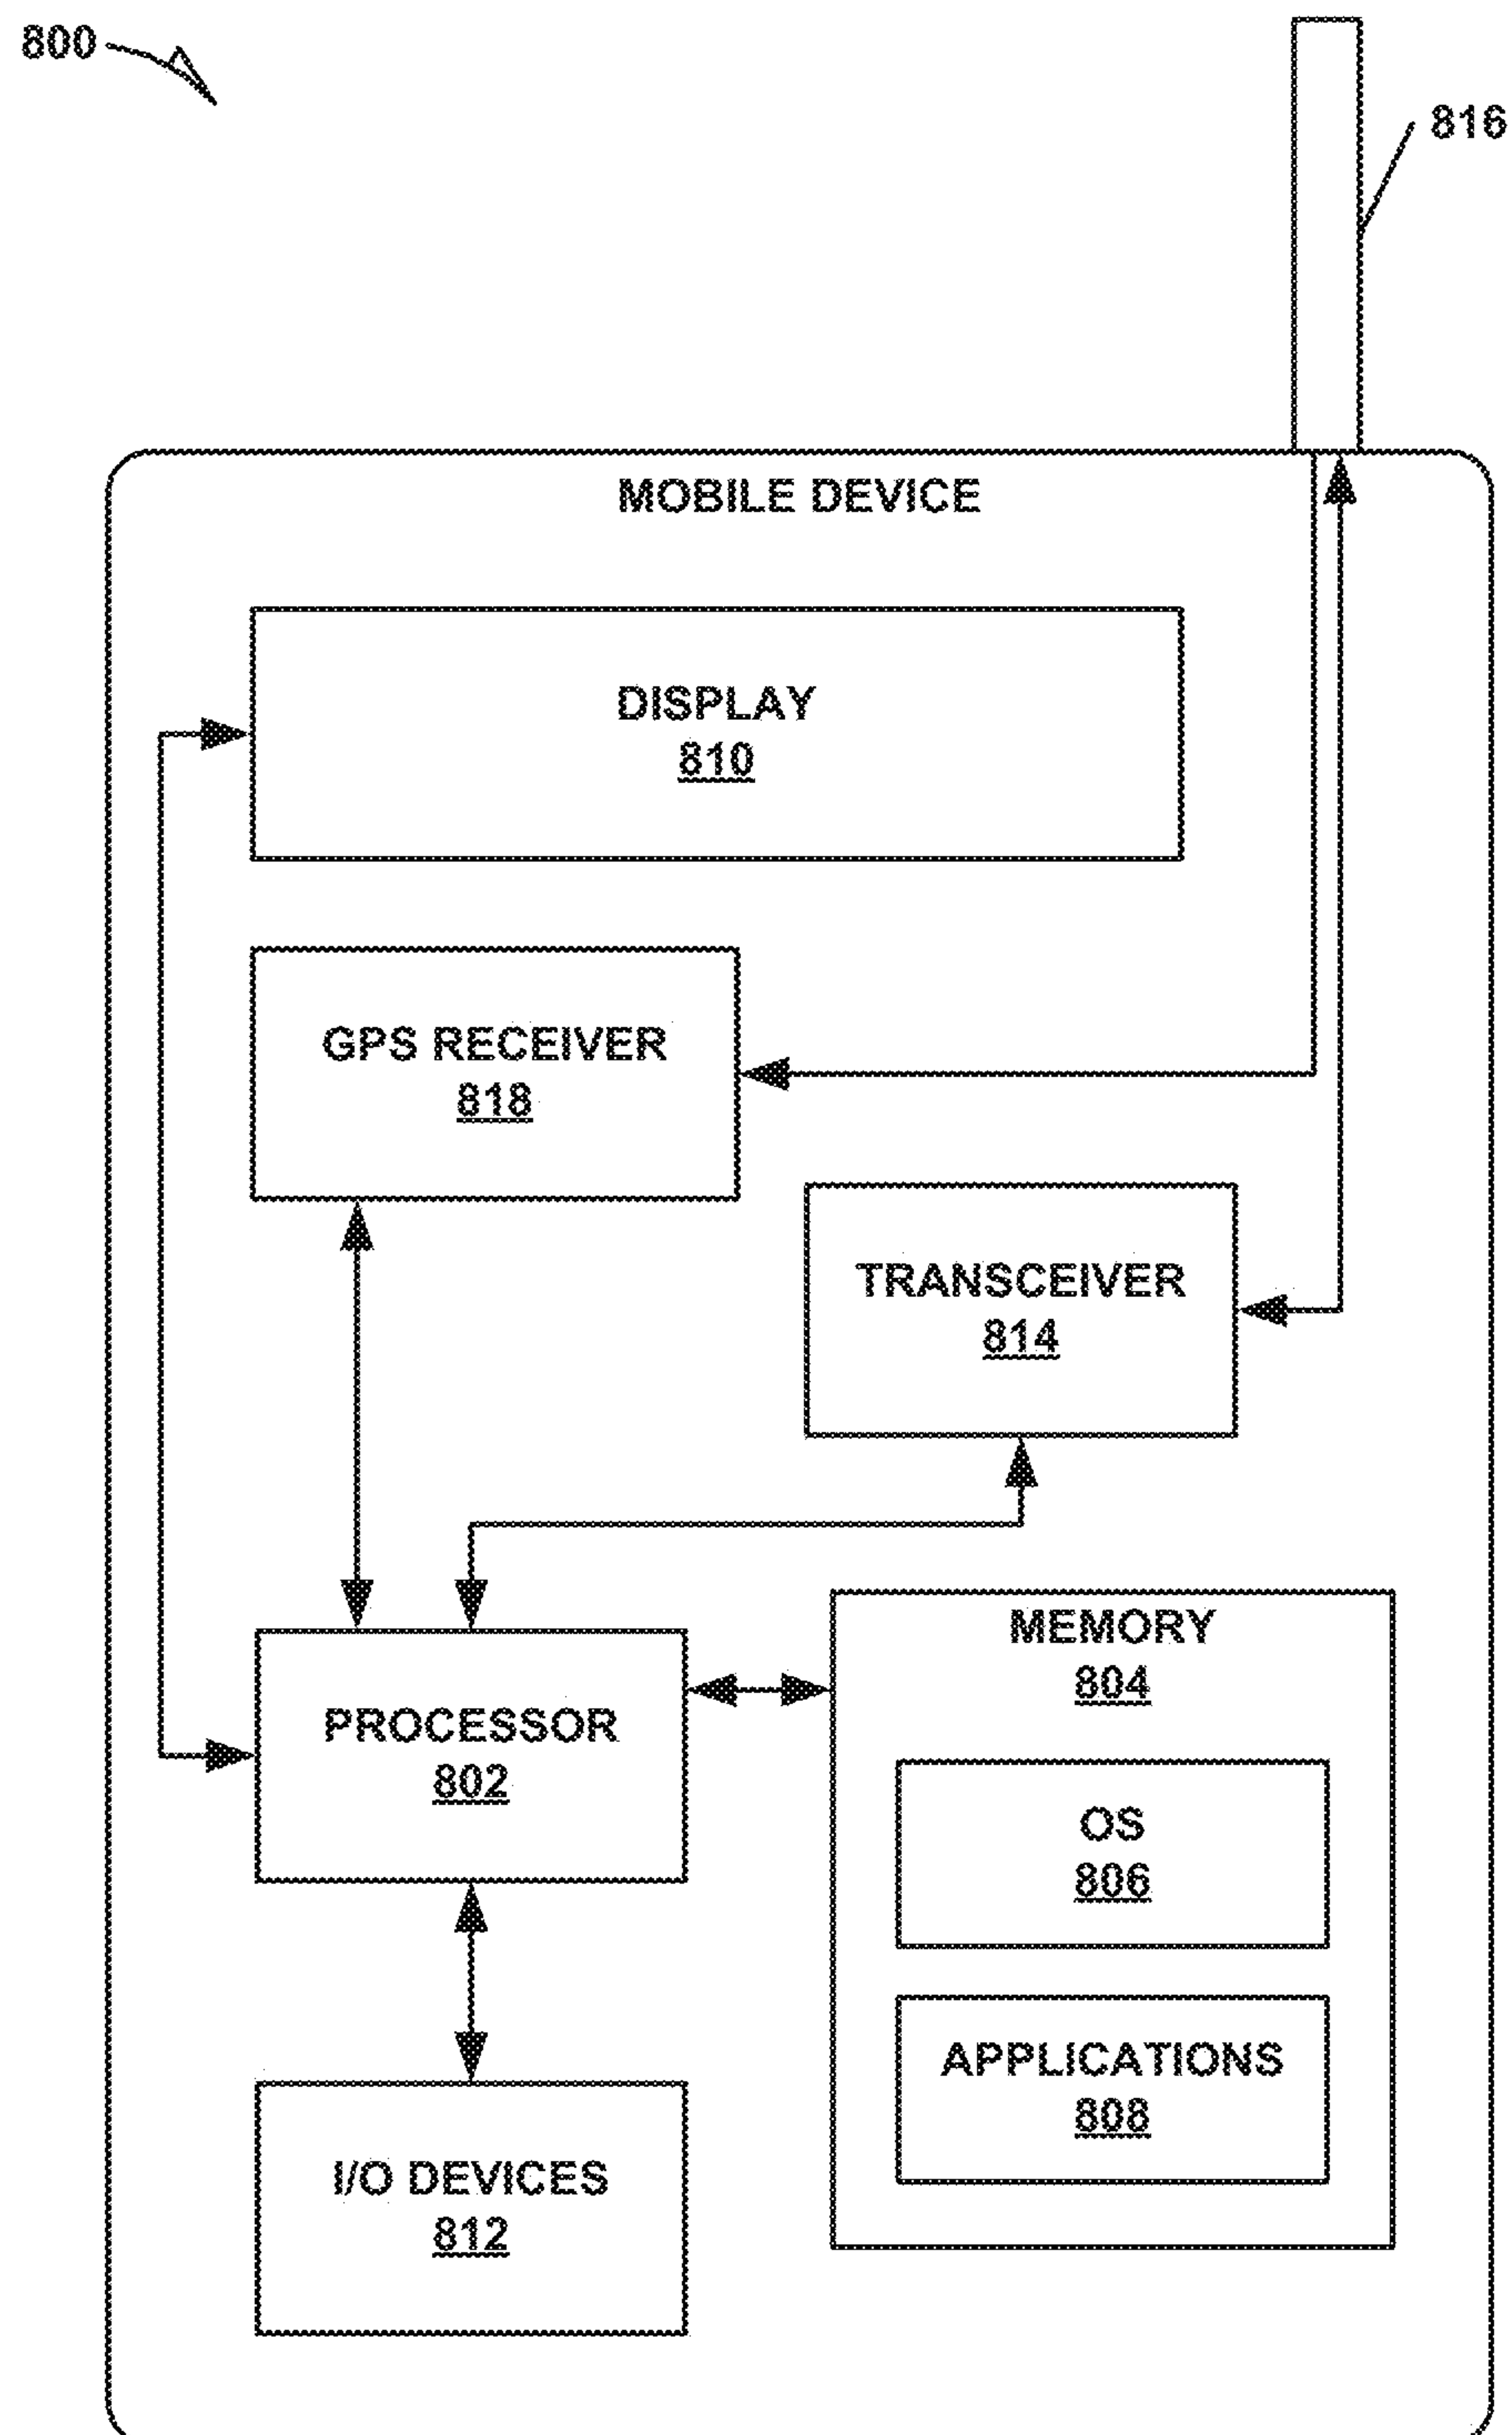 800
816
MOBILE DEVICE
DISPLAY
810
GPS RECEIVER
818
TRANSCEIVER
814
MEMORY
804
PROCESSOR
802
OS
806
APPLICATIONS
808
I/O DEVICES
812